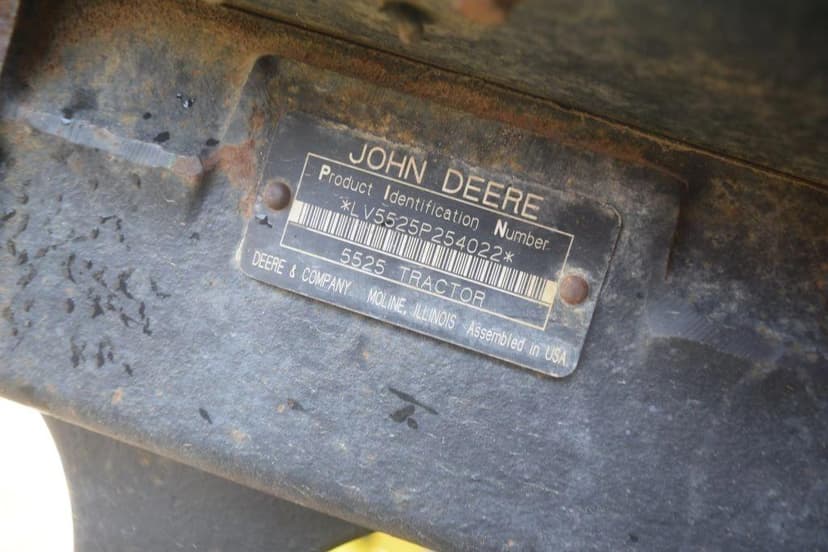 JOHN DEERE
Product Identification Number
*LV5525P254022*
5525 TRACTOR
DEERE & COMPANY MOLINE, ILLINOIS Assembled in USA